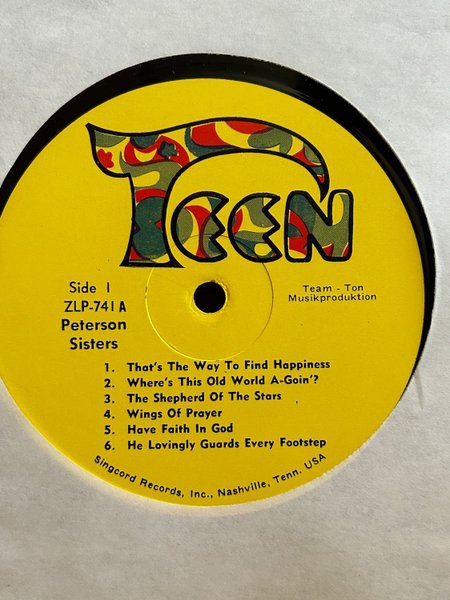 TEEN
Side 1
ZLP-741 A
Peterson
Sisters
Team - Ton
Musikproduktion
1. That's The Way To Find Happiness
2. Where's This Old World A-Goin'?
3. The Shepherd Of The Stars
4. Wings Of Prayer
5. Have Faith In God
6. He Lovingly Guards Every Footstep
Singcord Records, Inc., Nashville, Tenn. USA